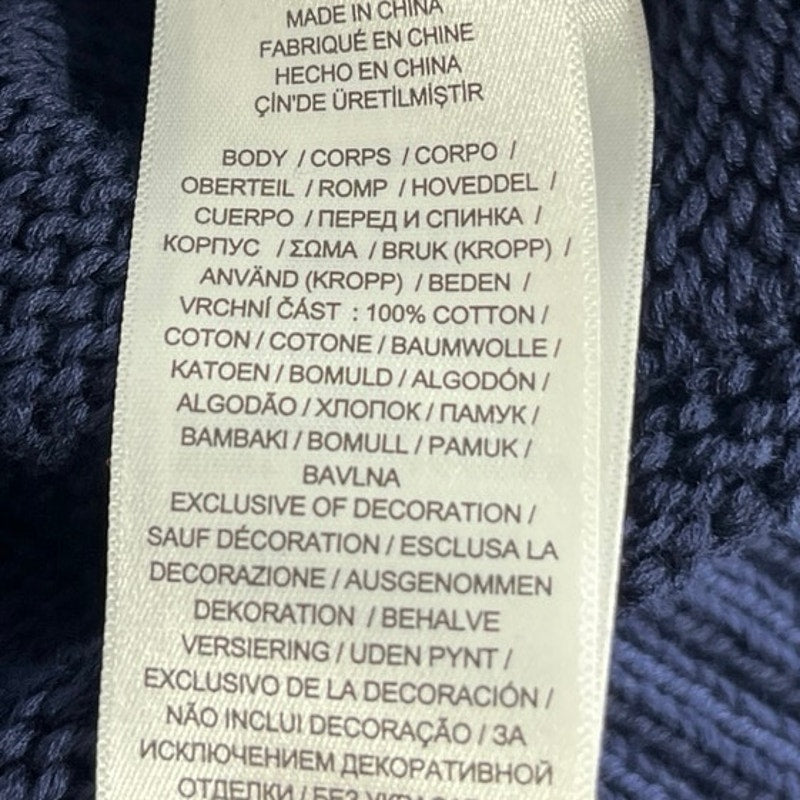 MADE IN CHINA
FABRIQUÉ EN CHINE
HECHO EN CHINA
ÇİN'DE ÜRETİLMİŞTİR
BODY / CORPS / CORPO /
OBERTEIL / ROMP / HOVEDDEL /
CUERPO / ПЕРЕД И СПИНКА /
КОРПУС / ΣΩΜΑ / BRUK (KROPP) /
ANVÄND (KROPP) / BEDEN /
VRCHNÍ ČÁST : 100% COTTON /
COTON / COTONE / BAUMWOLLE /
KATOEN / BOMULD / ALGODÓN /
ALGODÃO / ХЛОПОК / ПАМУК /
BAMBAKI / BOMULL / PAMUK /
BAVLNA
EXCLUSIVE OF DECORATION /
SAUF DÉCORATION / ESCLUSA LA
DECORAZIONE / AUSGENOMMEN
DEKORATION / BEHALVE
VERSIERING / UDEN PYNT /
EXCLUSIVO DE LA DECORACIÓN /
NÃO INCLUI DECORAÇÃO / ЗА
ИСКЛЮЧЕНИЕМ ДЕКОРАТИВНОЙ
ОТДЕЛКИ / БЕЗ